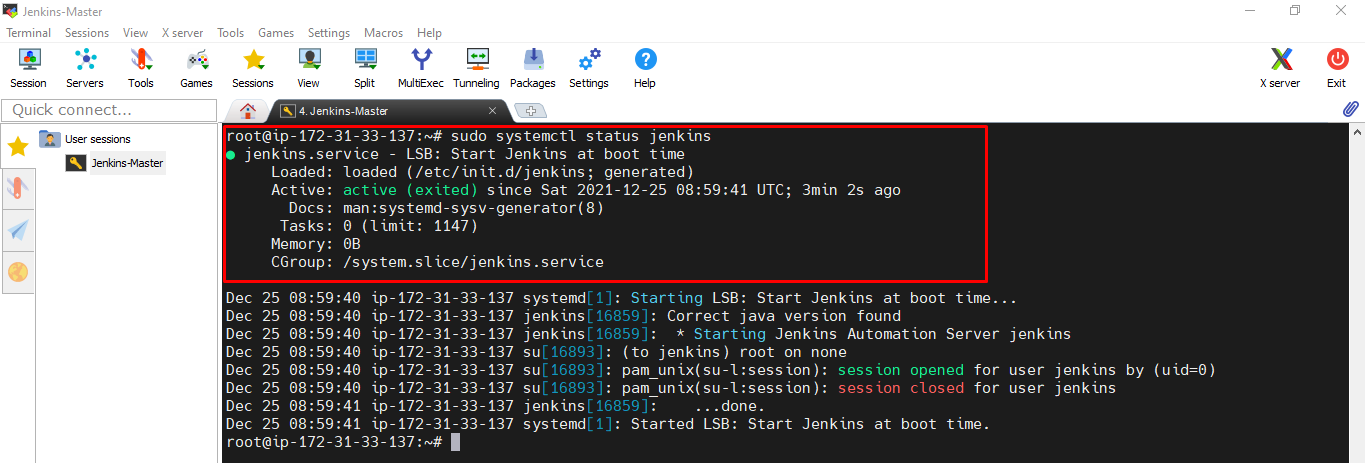 Jenkins-Master
Terminal Sessions View X server Tools Games Settings Macros Help
Session Servers Tools Games Sessions View Split MultiExec Tunneling Packages Settings Help X server Exit
Quick connect...
4. Jenkins-Master
User sessions
Jenkins-Master
root@ip-172-31-33-137:~# sudo systemctl status jenkins
● jenkins.service - LSB: Start Jenkins at boot time
Loaded: loaded (/etc/init.d/jenkins; generated)
Active: active (exited) since Sat 2021-12-25 08:59:41 UTC; 3min 2s ago
Docs: man:systemd-sysv-generator(8)
Tasks: 0 (limit: 1147)
Memory: 0B
CGroup: /system.slice/jenkins.service
Dec 25 08:59:40 ip-172-31-33-137 systemd[1]: Starting LSB: Start Jenkins at boot time...
Dec 25 08:59:40 ip-172-31-33-137 jenkins[16859]: Correct java version found
Dec 25 08:59:40 ip-172-31-33-137 jenkins[16859]:  * Starting Jenkins Automation Server jenkins
Dec 25 08:59:40 ip-172-31-33-137 su[16893]: (to jenkins) root on none
Dec 25 08:59:40 ip-172-31-33-137 su[16893]: pam_unix(su-l:session): session opened for user jenkins by (uid=0)
Dec 25 08:59:40 ip-172-31-33-137 su[16893]: pam_unix(su-l:session): session closed for user jenkins
Dec 25 08:59:41 ip-172-31-33-137 jenkins[16859]:    ...done.
Dec 25 08:59:41 ip-172-31-33-137 systemd[1]: Started LSB: Start Jenkins at boot time.
root@ip-172-31-33-137:~#